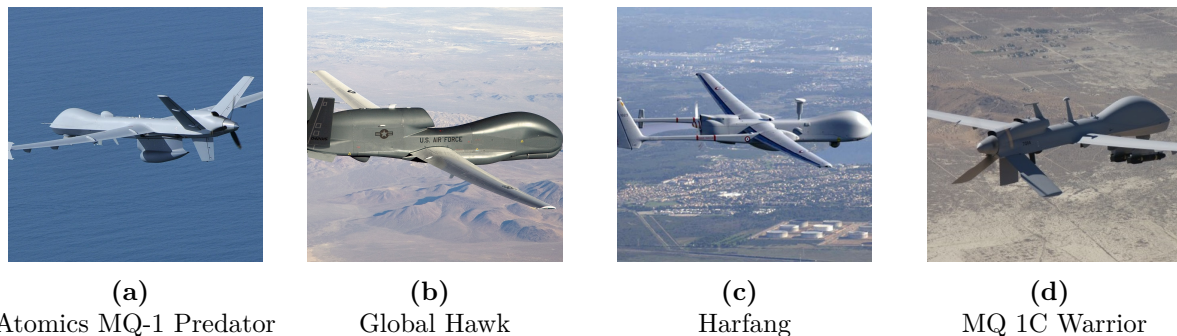 U.S. AIR FORCE
(a)
Atomics MQ-1 Predator
(b)
Global Hawk
(c)
Harfang
(d)
MQ 1C Warrior